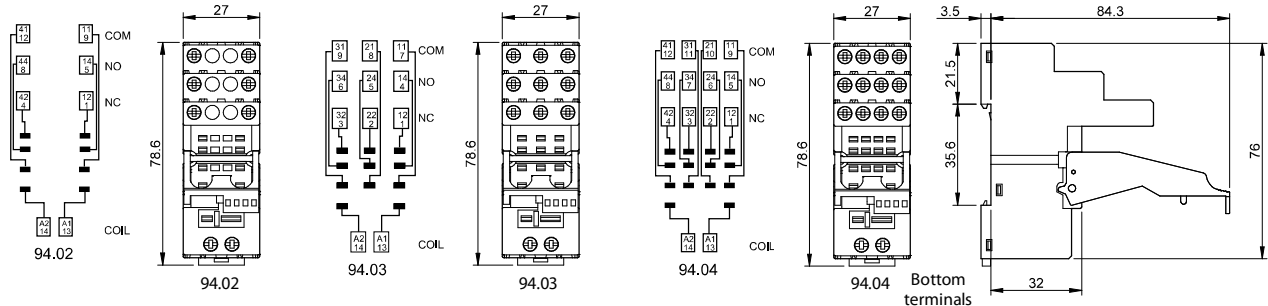 41 12
11 9
COM
44 8
14 5
NO
42 4
12 1
NC
A2 14
A1 13
COIL
94.02
27
78.6
94.02
31 9
21 8
11 7
COM
34 6
24 5
14 4
NO
32 3
22 2
12 1
NC
A2 14
A1 13
COIL
94.03
27
78.6
94.03
41 12
31 11
21 10
11 9
COM
44 8
34 7
24 6
14 5
NO
42 4
32 3
22 2
12 1
NC
A2 14
A1 13
COIL
94.04
27
78.6
94.04
3.5
84.3
21.5
35.6
76
32
Bottom
terminals